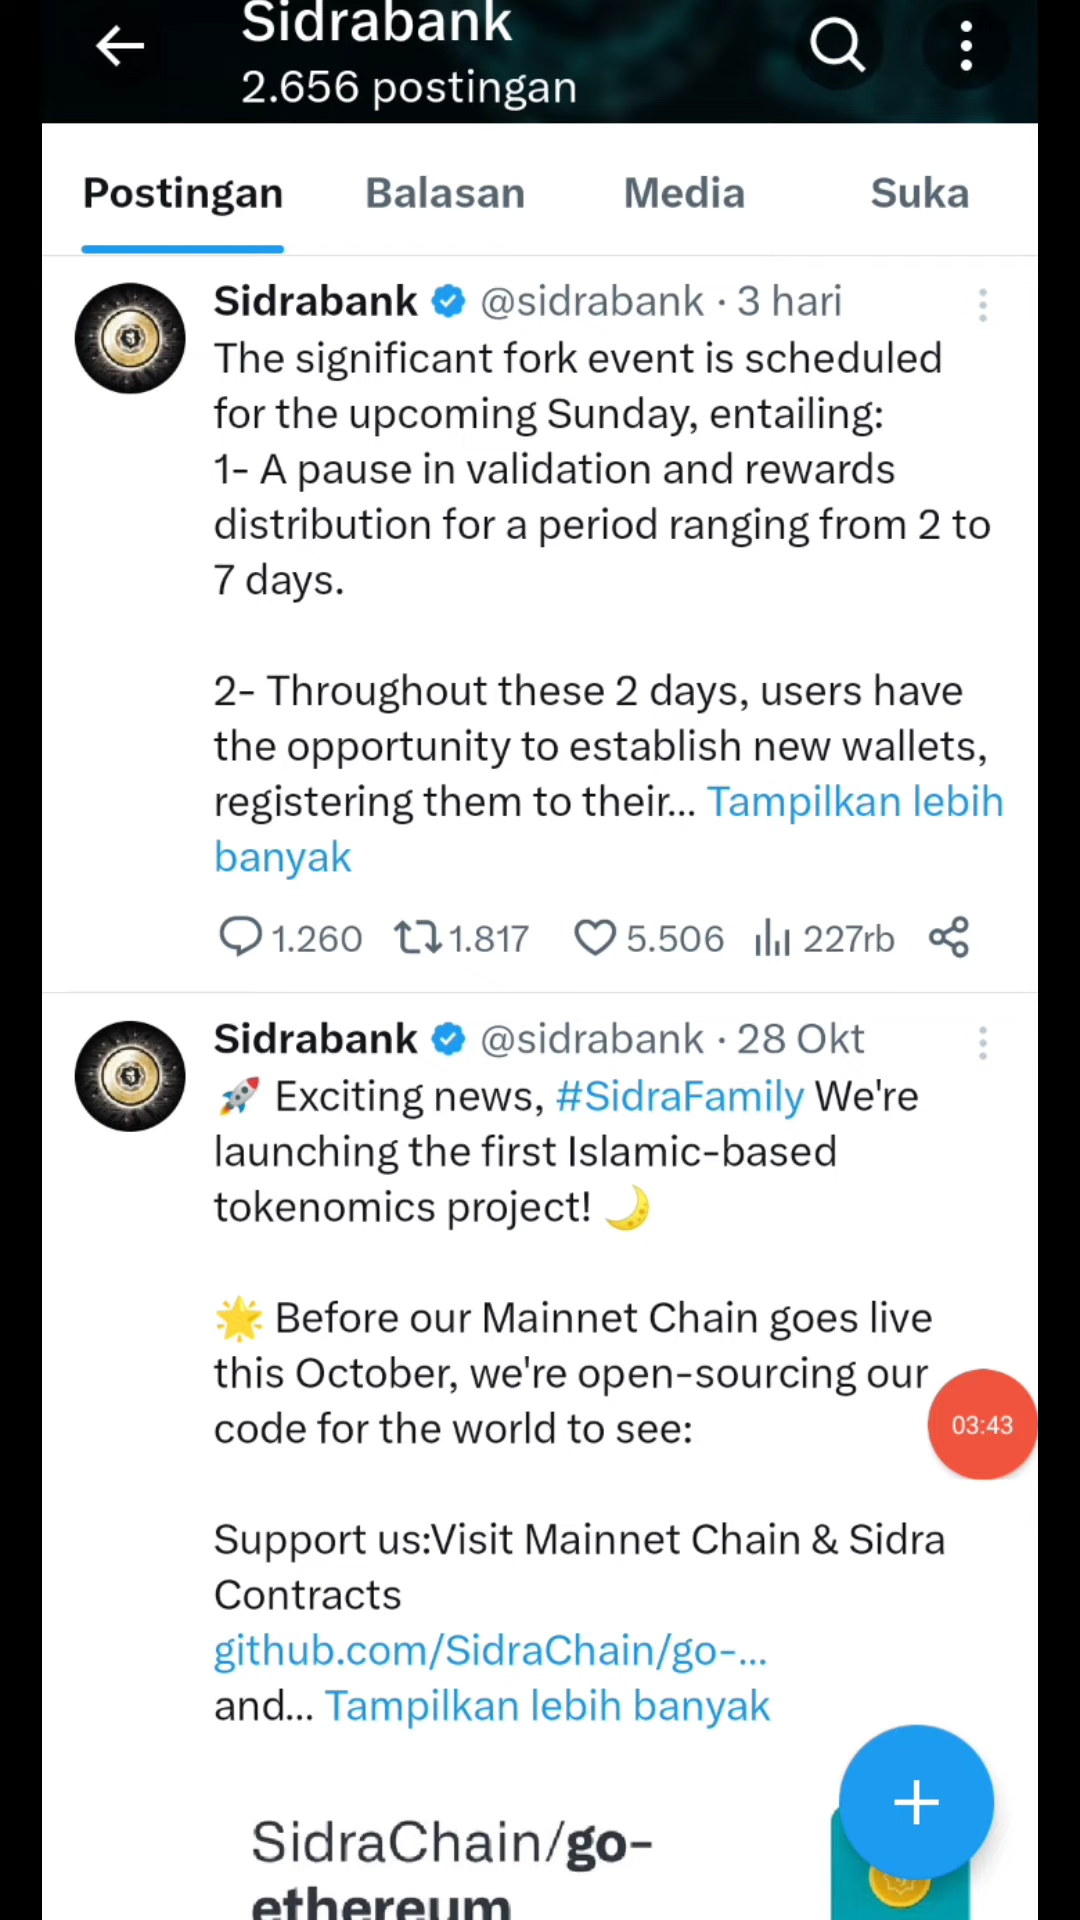 Sidrabank
2.656 postingan
Postingan Balasan Media Suka
Sidrabank @sidrabank · 3 hari
The significant fork event is scheduled
for the upcoming Sunday, entailing:
1- A pause in validation and rewards
distribution for a period ranging from 2 to
7 days.
2- Throughout these 2 days, users have
the opportunity to establish new wallets,
registering them to their... Tampilkan lebih
banyak
1.260 1.817 5.506 227rb
Sidrabank @sidrabank · 28 Okt
🚀 Exciting news, #SidraFamily We're
launching the first Islamic-based
tokenomics project! 🌙
🌟 Before our Mainnet Chain goes live
this October, we're open-sourcing our
code for the world to see:
03:43
Support us:Visit Mainnet Chain & Sidra
Contracts
github.com/SidraChain/go-...
and... Tampilkan lebih banyak
SidraChain/go-
ethereum